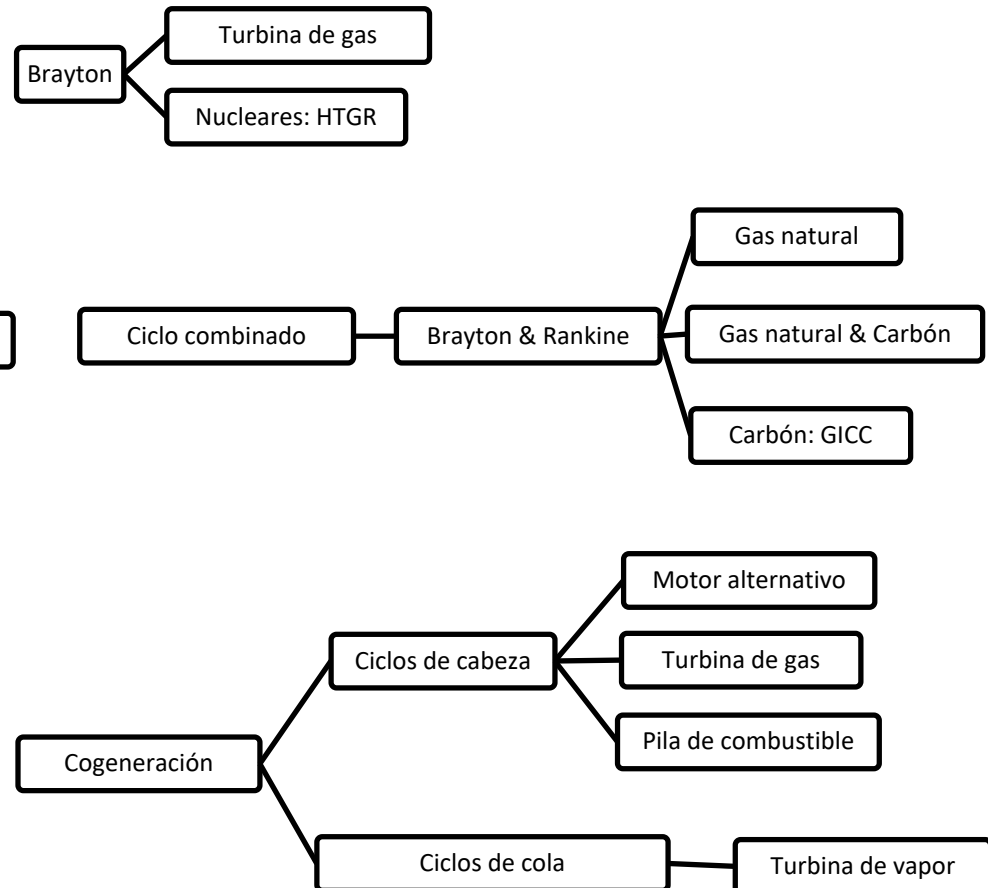 Turbina de gas
Brayton
Nucleares: HTGR
Gas natural
Ciclo combinado
Brayton & Rankine
Gas natural & Carbón
Carbón: GICC
Motor alternativo
Ciclos de cabeza
Turbina de gas
Pila de combustible
Cogeneración
Ciclos de cola
Turbina de vapor